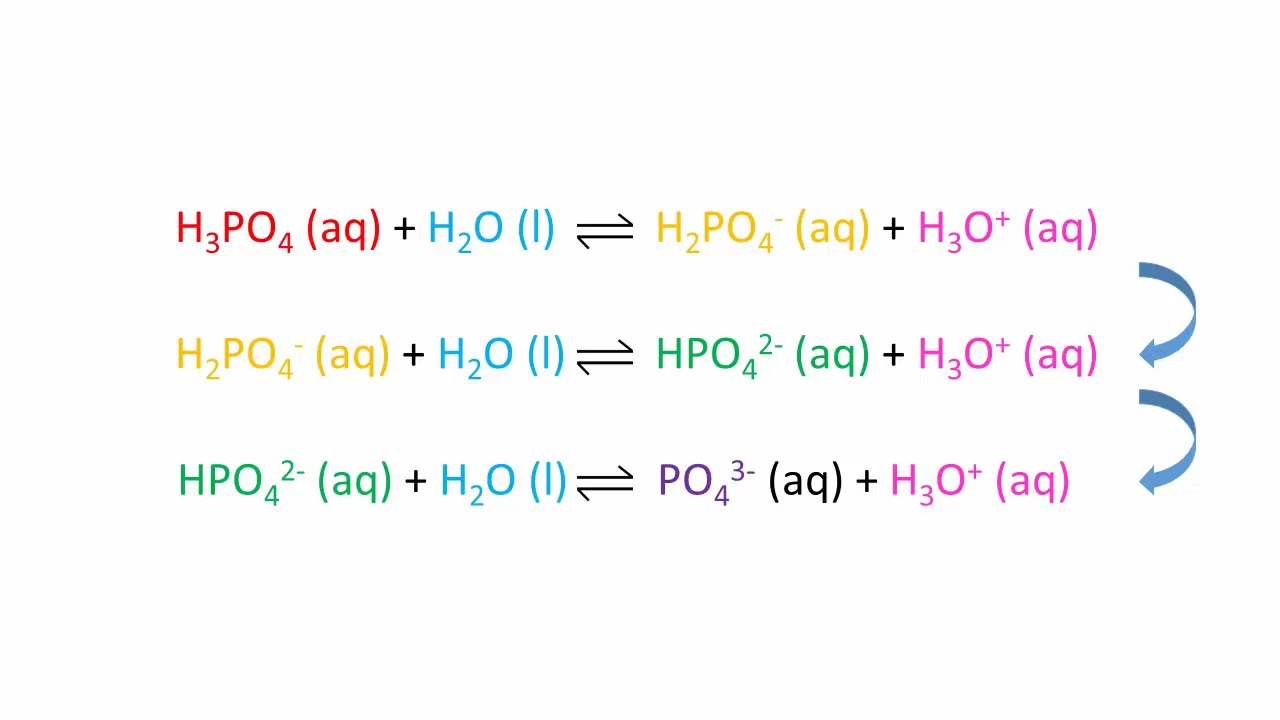 H₃PO₄ (aq) + H₂O (l) ⇌ H₂PO₄⁻ (aq) + H₃O⁺ (aq)
H₂PO₄⁻ (aq) + H₂O (l) ⇌ HPO₄²⁻ (aq) + H₃O⁺ (aq)
HPO₄²⁻ (aq) + H₂O (l) ⇌ PO₄³⁻ (aq) + H₃O⁺ (aq)